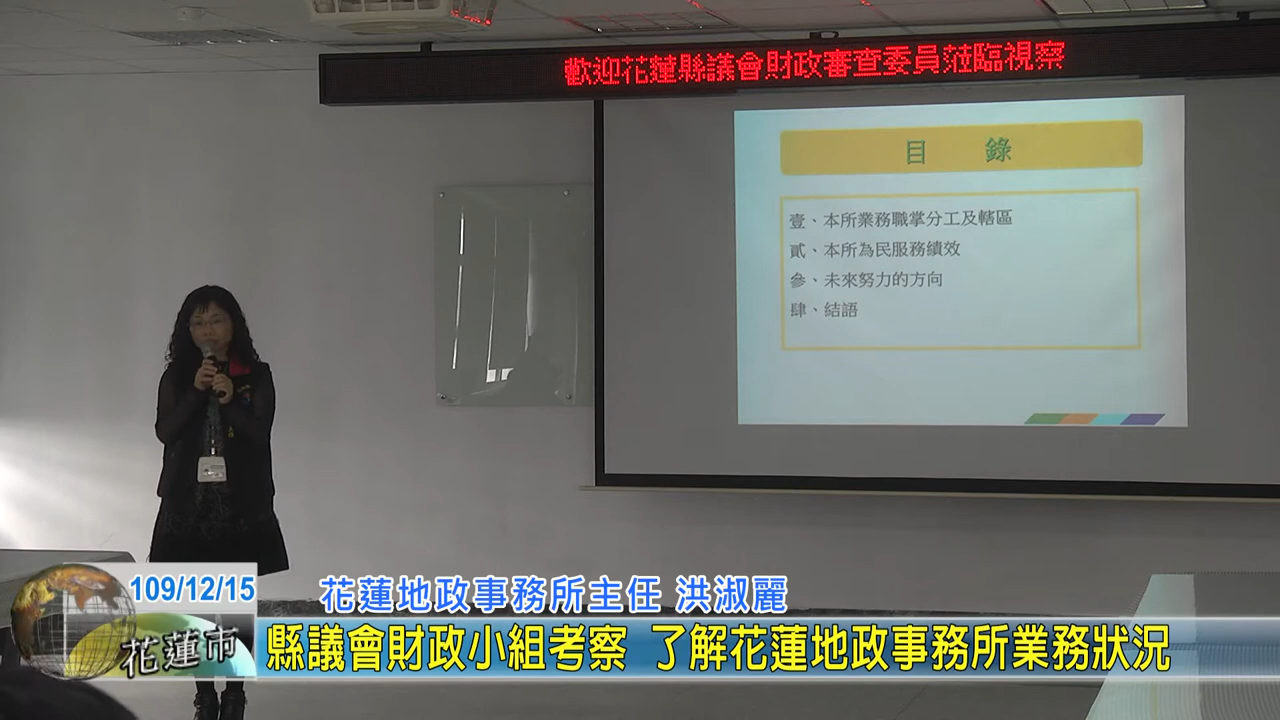 歡迎花蓮縣議會財政審查委員蒞臨視察
目 錄
壹、本所業務職掌分工及轄區
貳、本所為民服務績效
參、未來努力的方向
肆、結語
109/12/15
花蓮地政事務所主任 洪淑麗
花蓮市
縣議會財政小組考察 了解花蓮地政事務所業務狀況